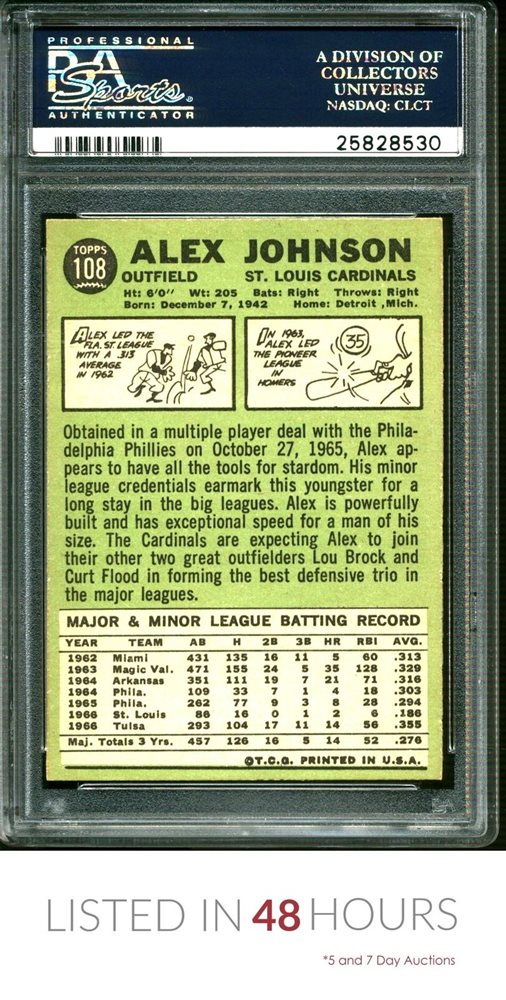 PROFESSIONAL
PSA
Sports
AUTHENTICATOR
A DIVISION OF
COLLECTORS
UNIVERSE
NASDAQ: CLCT
25828530
TOPPS
108
ALEX JOHNSON
OUTFIELD ST. LOUIS CARDINALS
Ht: 6'0" Wt: 205 Bats: Right Throws: Right
Born: December 7, 1942 Home: Detroit ,Mich.
ALEX LED THE
FLA. ST LEAGUE
WITH A .313
AVERAGE
IN 1962
IN 1963,
ALEX LED
THE PIONEER
LEAGUE
IN
HOMERS
35
Obtained in a multiple player deal with the Phila-
delphia Phillies on October 27, 1965, Alex ap-
pears to have all the tools for stardom. His minor
league credentials earmark this youngster for a
long stay in the big leagues. Alex is powerfully
built and has exceptional speed for a man of his
size. The Cardinals are expecting Alex to join
their other two great outfielders Lou Brock and
Curt Flood in forming the best defensive trio in
the major leagues.
MAJOR & MINOR LEAGUE BATTING RECORD
YEAR TEAM AB H 2B 3B HR RBI AVG.
1962 Miami 431 135 16 11 5 60 .313
1963 Magic Val. 471 155 24 5 35 128 .329
1964 Arkansas 351 111 19 7 21 71 .316
1964 Phila. 109 33 7 1 4 18 .303
1965 Phila. 262 77 9 3 8 28 .294
1966 St. Louis 86 16 0 1 2 6 .186
1966 Tulsa 293 104 17 11 14 56 .355
Maj. Totals 3 Yrs. 457 126 16 5 14 52 .276
©T.C.G. PRINTED IN U.S.A.
LISTED IN 48 HOURS
*5 and 7 Day Auctions